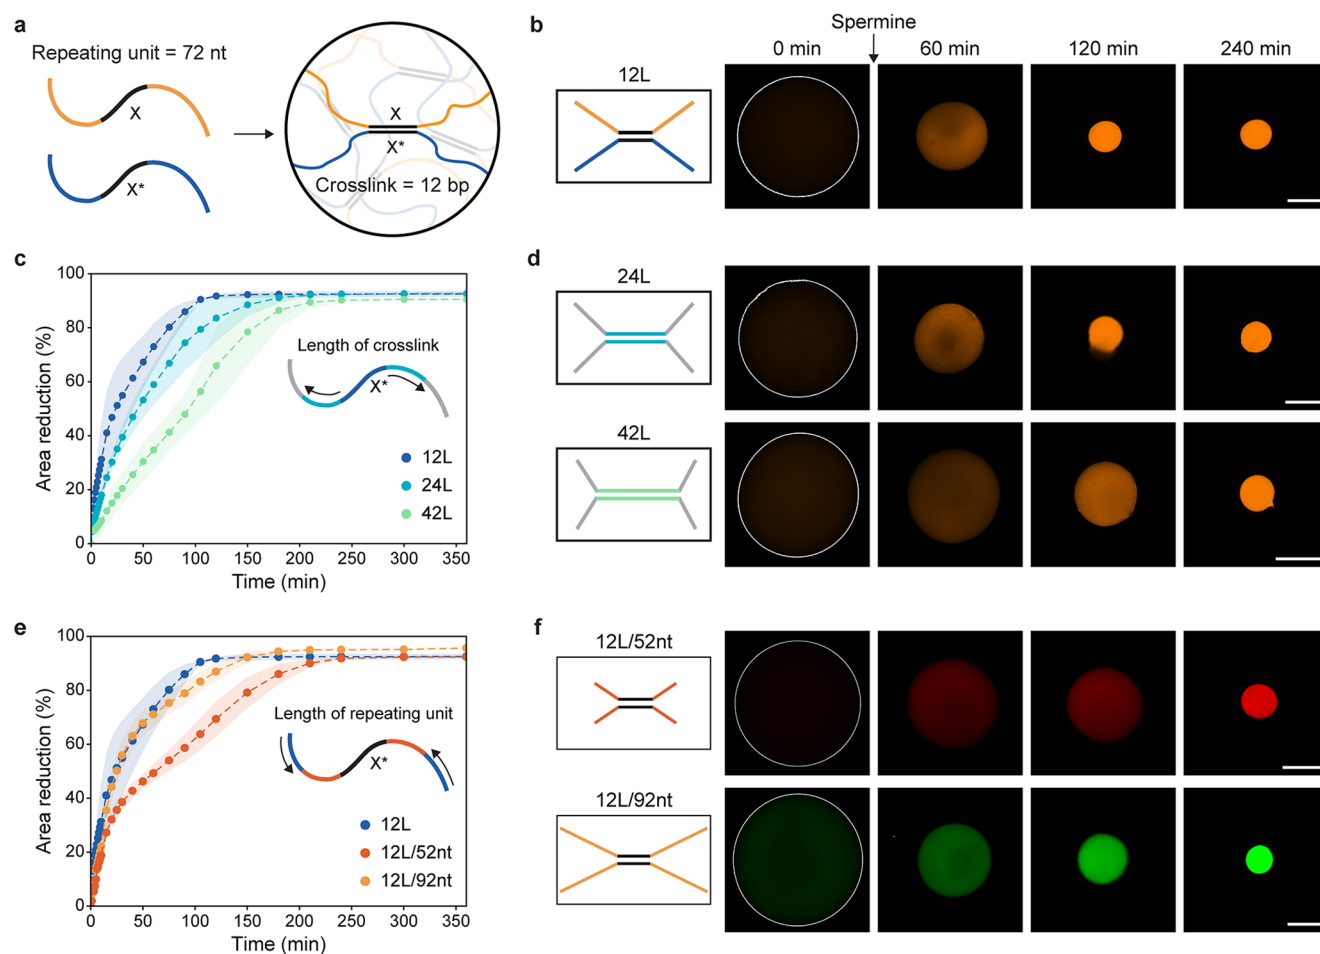 a
Repeating unit = 72 nt
X
X*
X
X*
Crosslink = 12 bp
b
Spermine
0 min
60 min
120 min
240 min
12L
c
100
80
60
40
20
0
Area reduction (%)
Length of crosslink
X*
12L
24L
42L
0 50 100 150 200 250 300 350
Time (min)
d
24L
42L
e
100
80
60
40
20
0
Area reduction (%)
Length of repeating unit
X*
12L
12L/52nt
12L/92nt
0 50 100 150 200 250 300 350
Time (min)
f
12L/52nt
12L/92nt